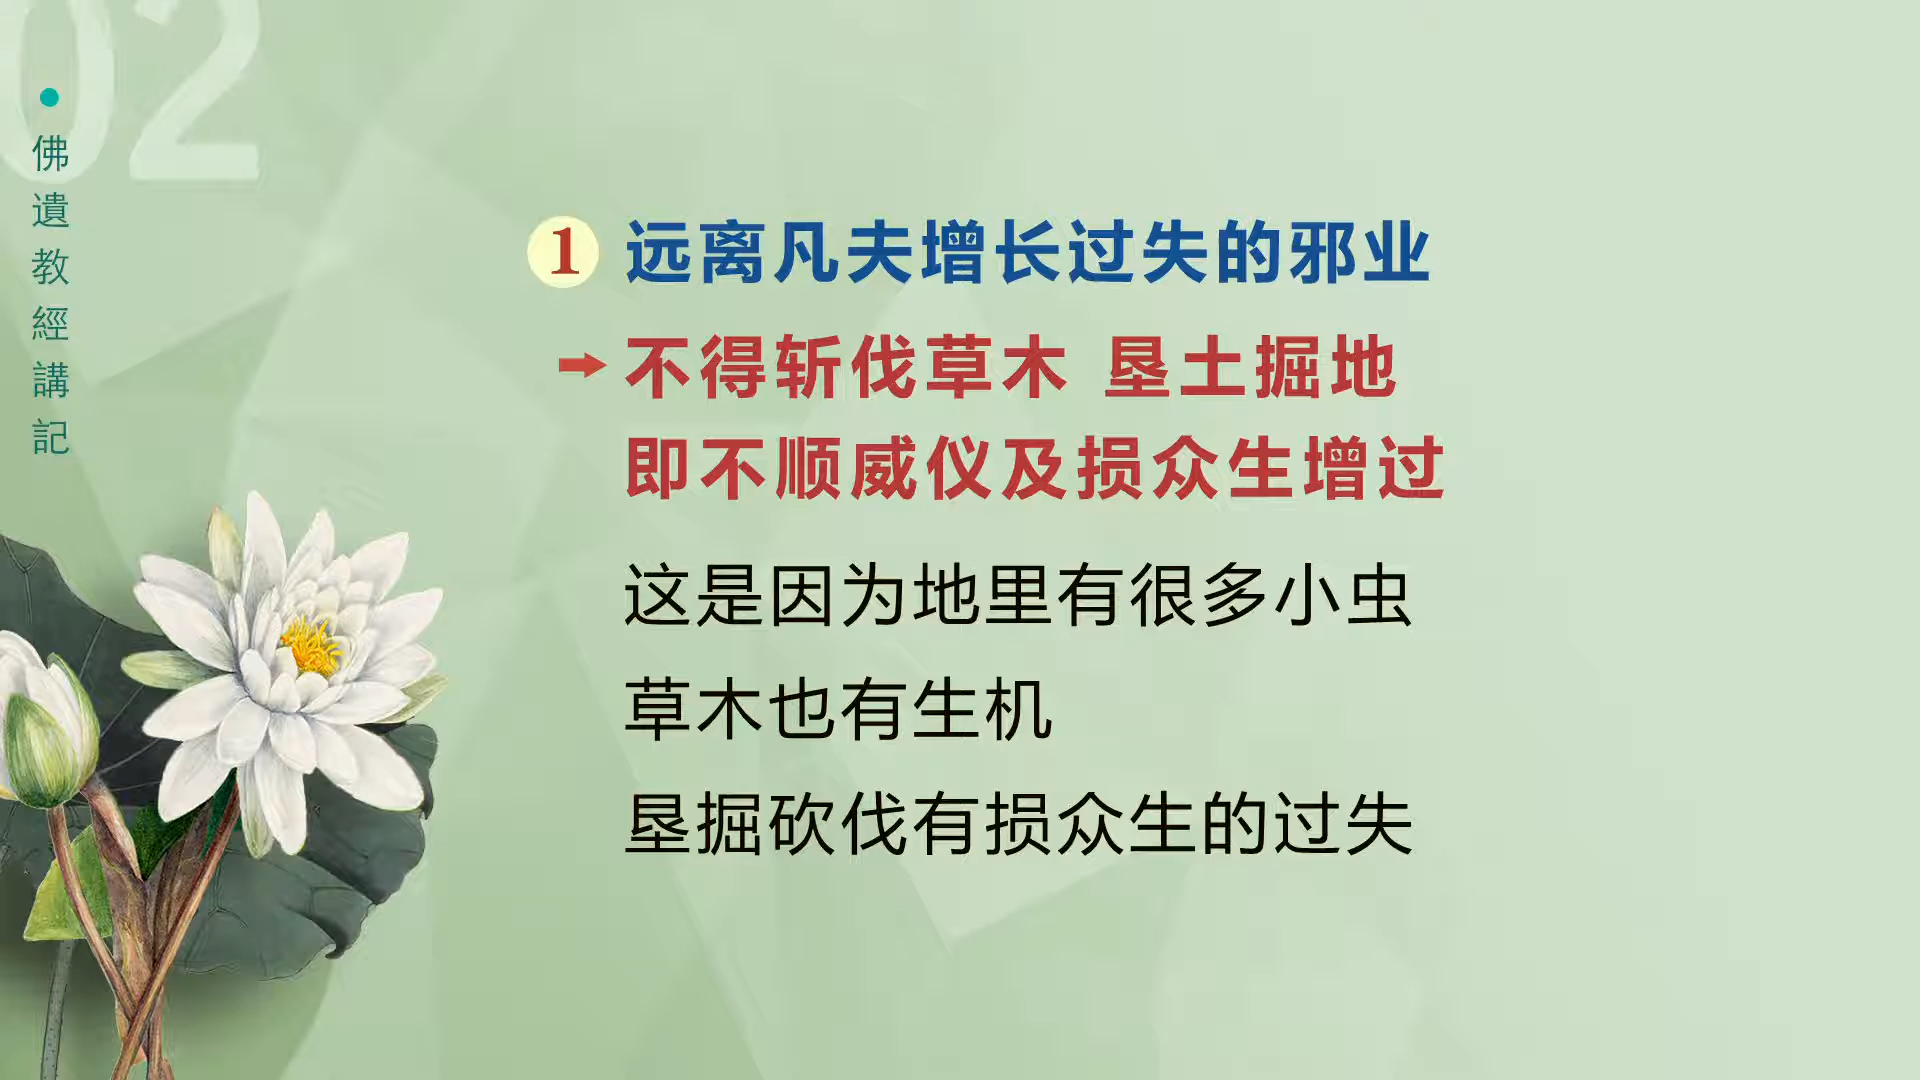 02
佛遺教經講記
1 远离凡夫增长过失的邪业
不得斩伐草木 垦土掘地
即不顺威仪及损众生增过
这是因为地里有很多小虫
草木也有生机
垦掘砍伐有损众生的过失